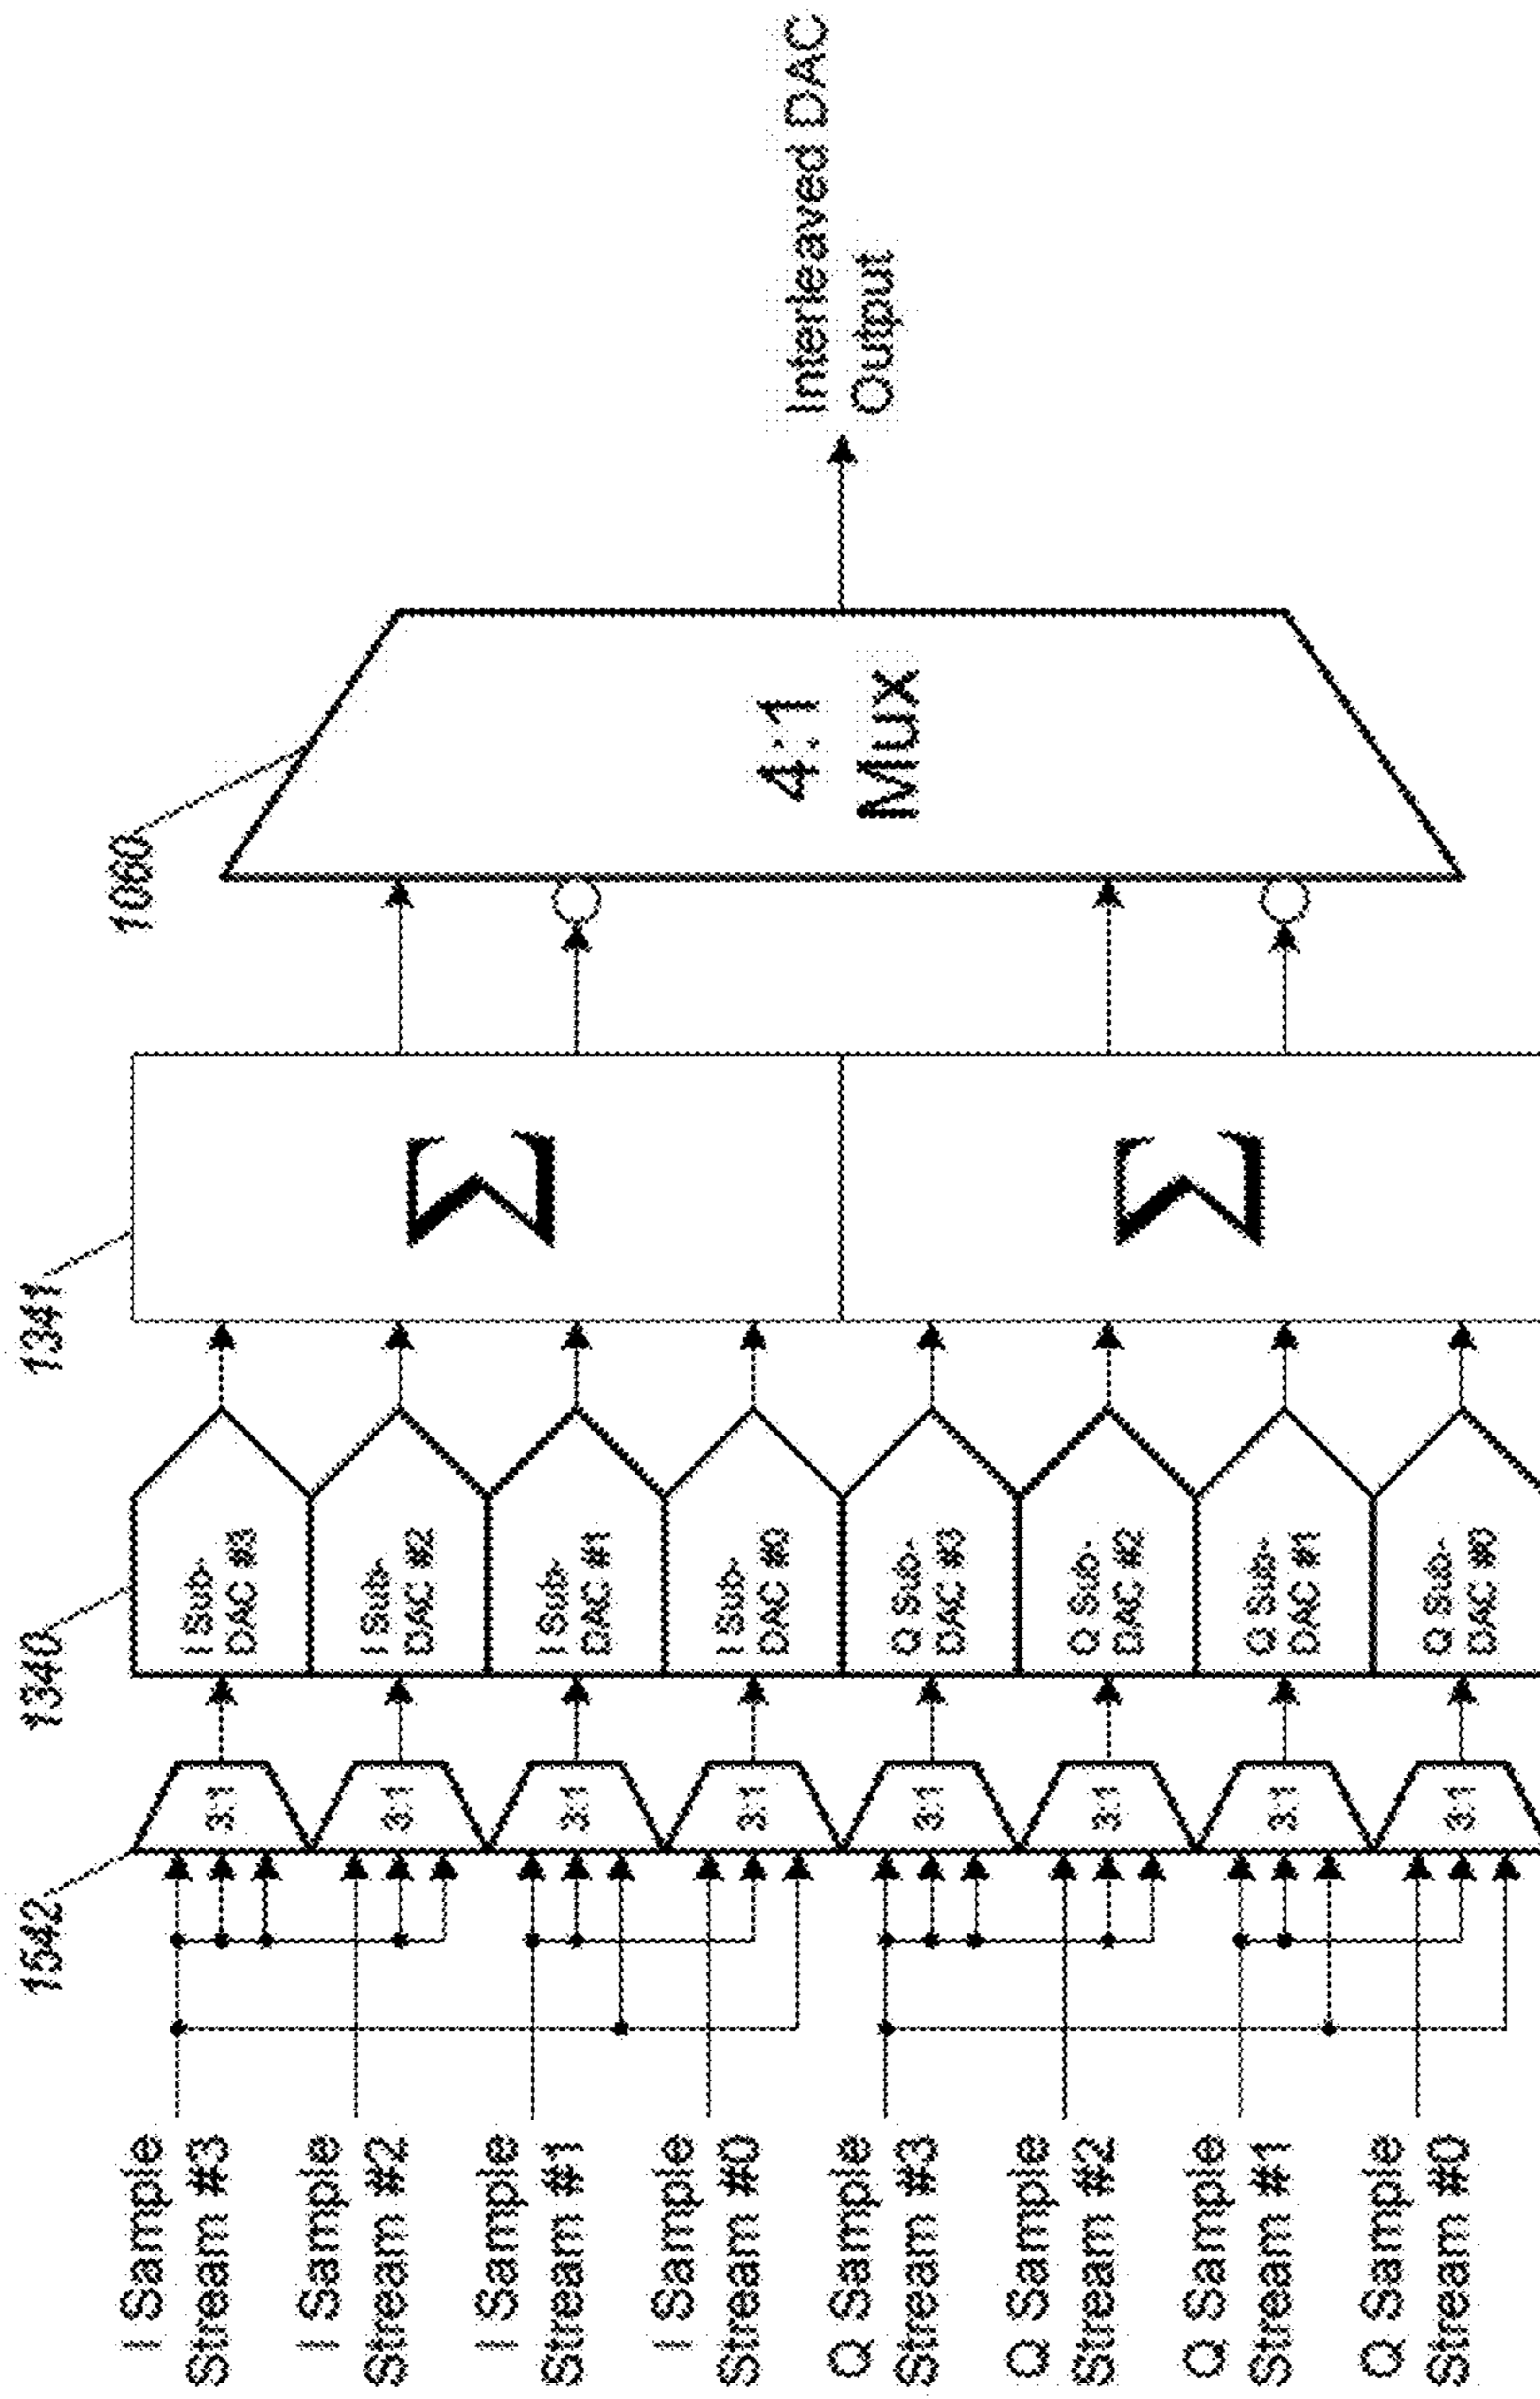 1542
1340
1341
1060
I Sample
Stream #3
I Sample
Stream #2
I Sample
Stream #1
I Sample
Stream #0
Q Sample
Stream #3
Q Sample
Stream #2
Q Sample
Stream #1
Q Sample
Stream #0
3:1
3:1
3:1
3:1
3:1
3:1
3:1
3:1
I Sub-
DAC #3
I Sub-
DAC #2
I Sub-
DAC #1
I Sub-
DAC #0
Q Sub-
DAC #3
Q Sub-
DAC #2
Q Sub-
DAC #1
Q Sub-
DAC #0
Σ
Σ
4:1
Mux
Interleaved DAC
Output